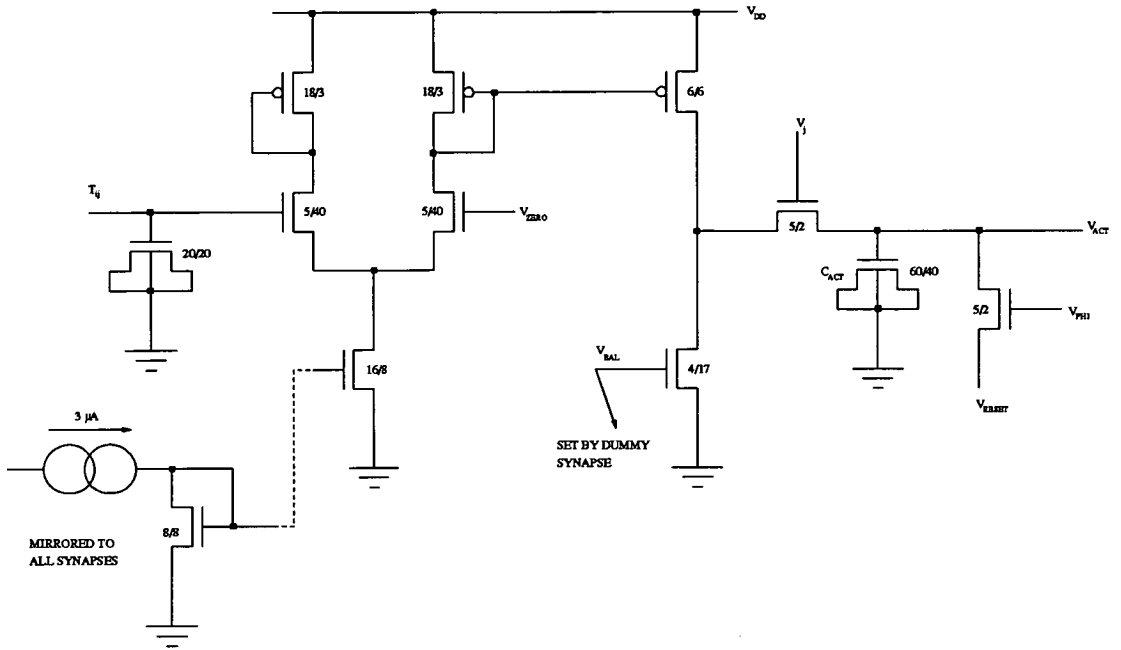 V_DD
18/3
18/3
6/6
V_j
T_ij
5/40
5/40
V_ZERO
5/2
V_ACT
20/20
C_ACT
60/40
5/2
V_PHI
16/8
V_BAL
4/17
V_RESET
3 μA
SET BY DUMMY
SYNAPSE
8/8
MIRRORED TO
ALL SYNAPSES